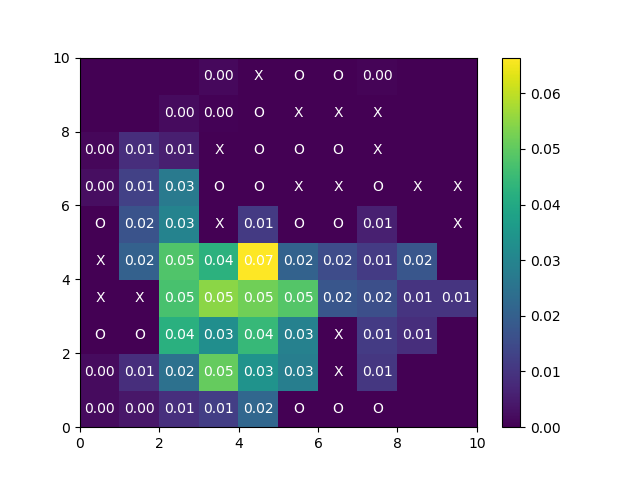 10 0.00 X O O 0.00
0.00 0.00 O X X X 0.06
8
0.00 0.01 0.01 X O O O X 0.05
0.00 0.01 0.03 O O X X O X X
6
O 0.02 0.03 X 0.01 O O 0.01 X 0.04
X 0.02 0.05 0.04 0.07 0.02 0.02 0.01 0.02
4 0.03
X X 0.05 0.05 0.05 0.05 0.02 0.02 0.01 0.01
O O 0.04 0.03 0.04 0.03 X 0.01 0.01 0.02
2
0.00 0.01 0.02 0.05 0.03 0.03 X 0.01 0.01
0.00 0.00 0.01 0.01 0.02 O O O
0 0.00
0 2 4 6 8 10